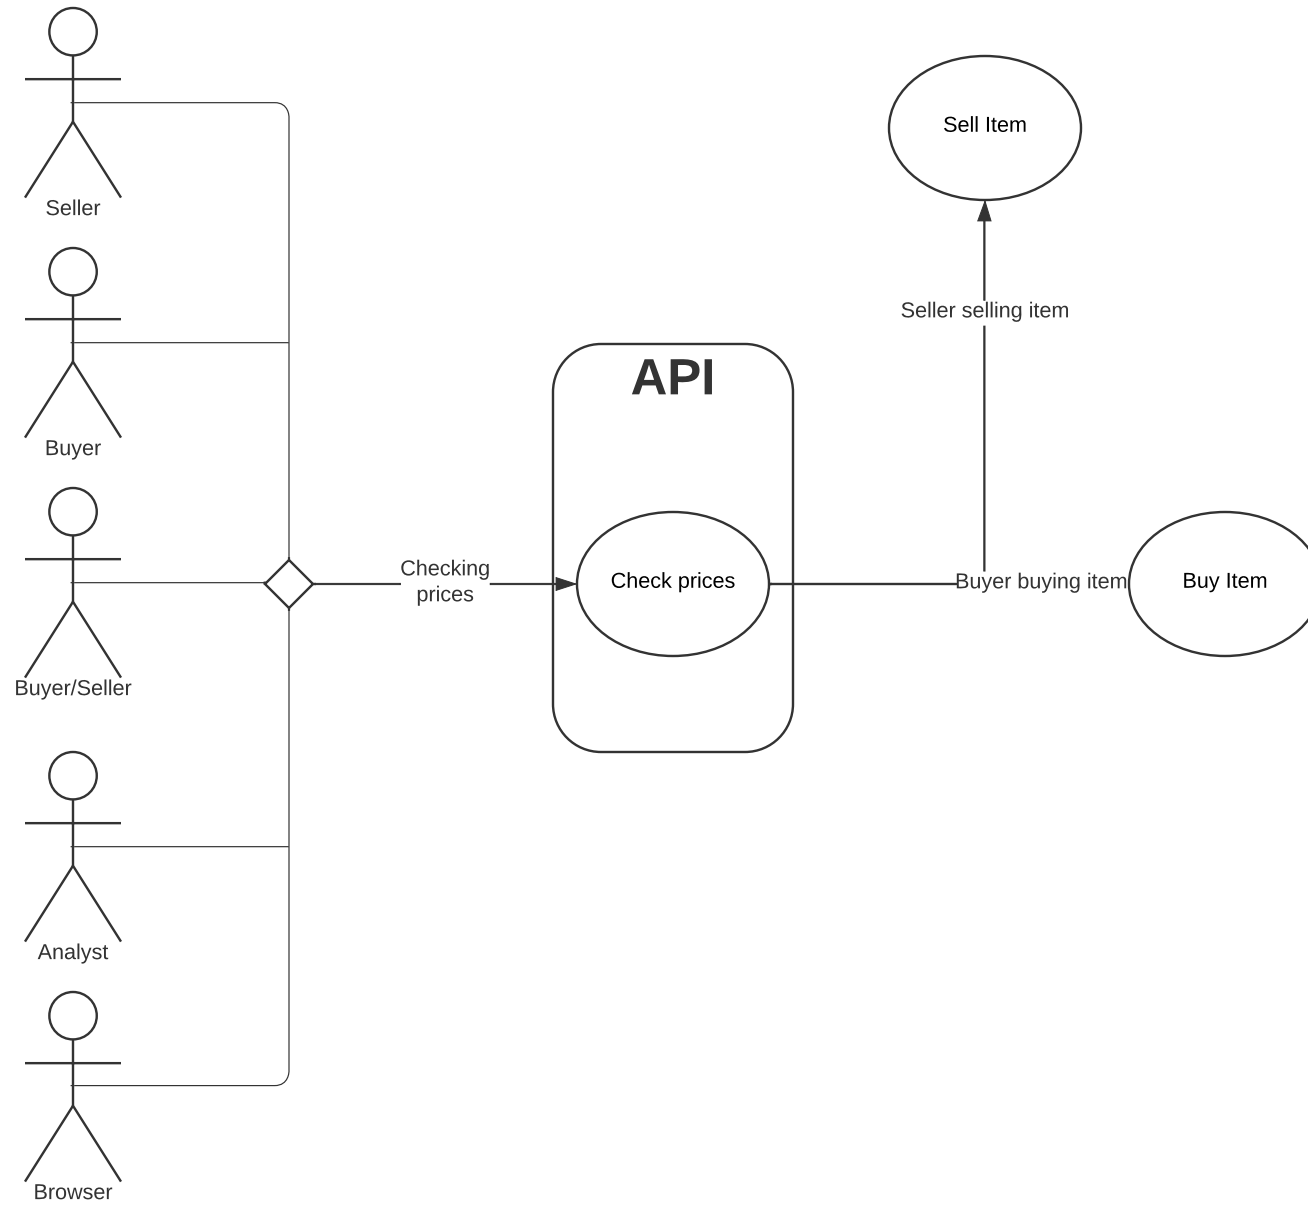 Seller
Buyer
Buyer/Seller
Analyst
Browser
Checking
prices
API
Check prices
Sell Item
Seller selling item
Buyer buying item
Buy Item